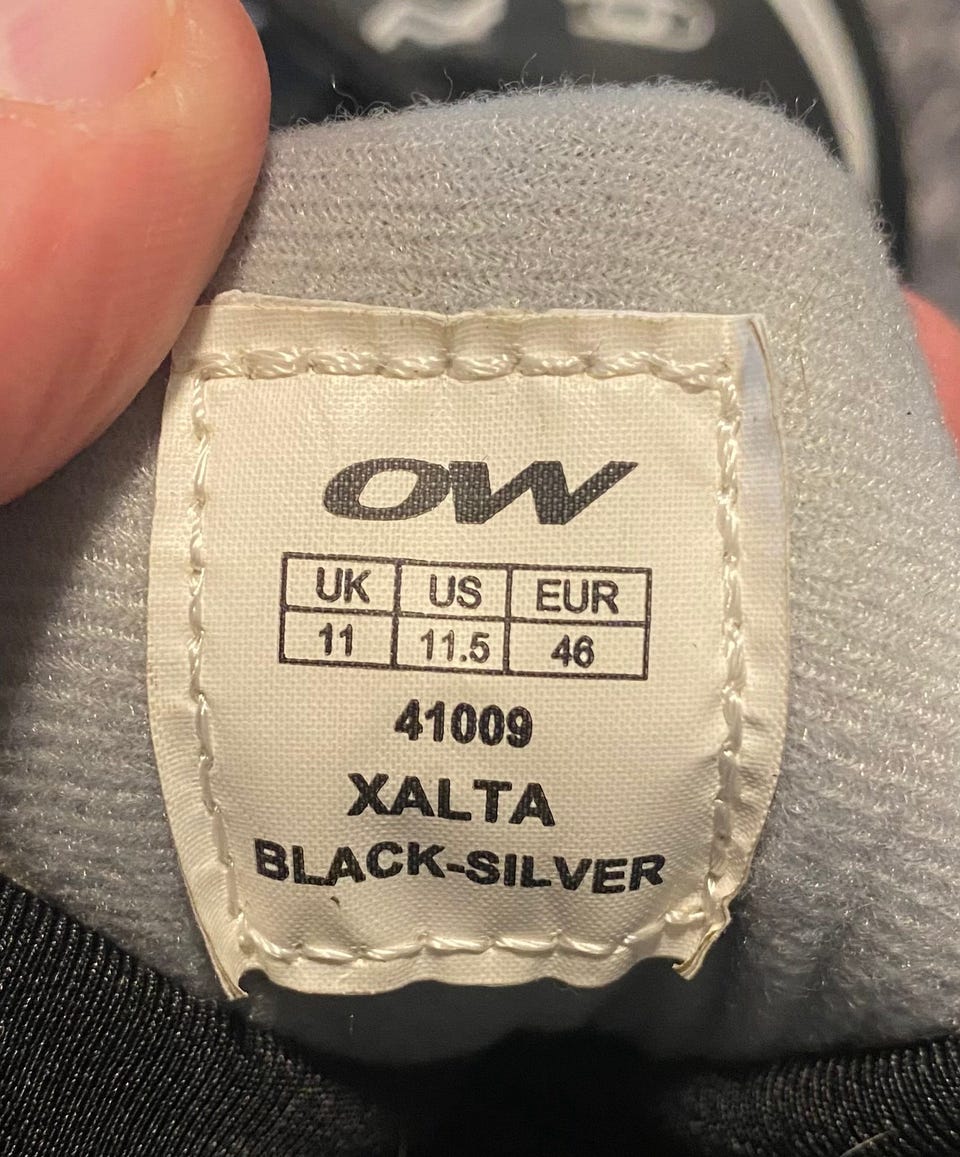 OW
UK US EUR
11 11.5 46
41009
XALTA
BLACK-SILVER